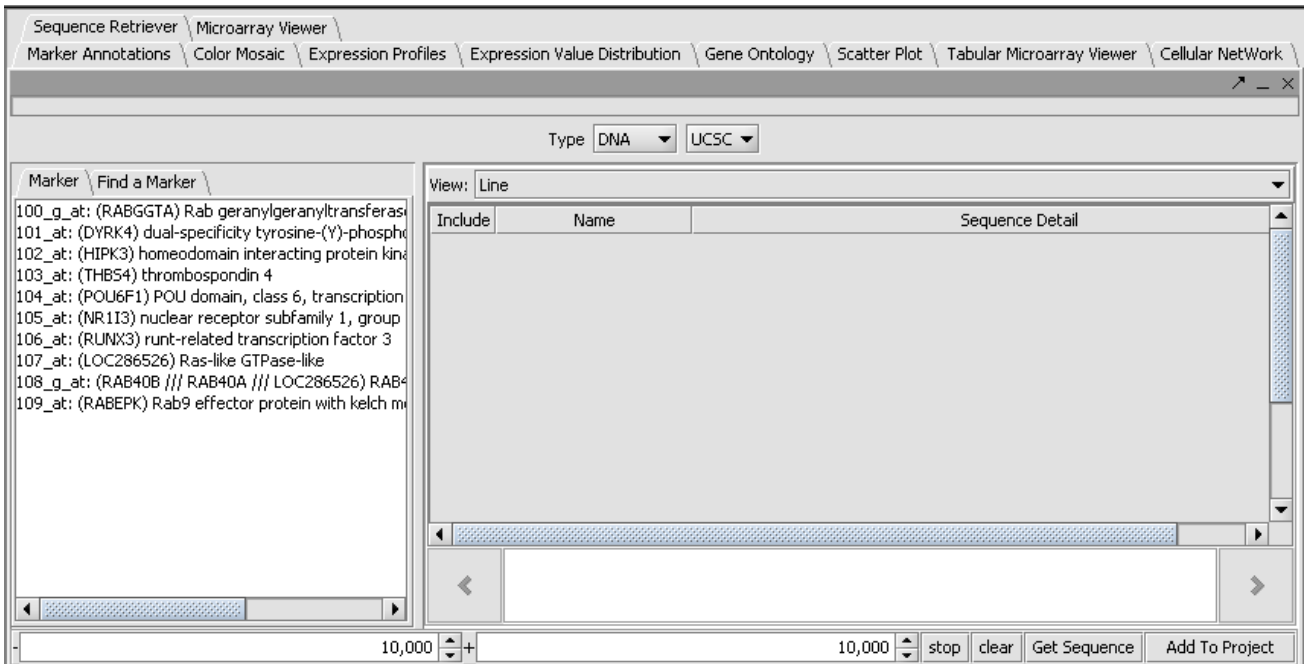 Sequence Retriever Microarray Viewer
Marker Annotations Color Mosaic Expression Profiles Expression Value Distribution Gene Ontology Scatter Plot Tabular Microarray Viewer Cellular NetWork
Type DNA UCSC
Marker Find a Marker
100_g_at: (RABGGTA) Rab geranylgeranyltransferas
101_at: (DYRK4) dual-specificity tyrosine-(Y)-phosph
102_at: (HIPK3) homeodomain interacting protein kin
103_at: (THBS4) thrombospondin 4
104_at: (POU6F1) POU domain, class 6, transcription
105_at: (NR1I3) nuclear receptor subfamily 1, group
106_at: (RUNX3) runt-related transcription factor 3
107_at: (LOC286526) Ras-like GTPase-like
108_g_at: (RAB40B /// RAB40A /// LOC286526) RAB4
109_at: (RABEPK) Rab9 effector protein with kelch m
View: Line
Include Name Sequence Detail
- 10,000 + 10,000 stop clear Get Sequence Add To Project